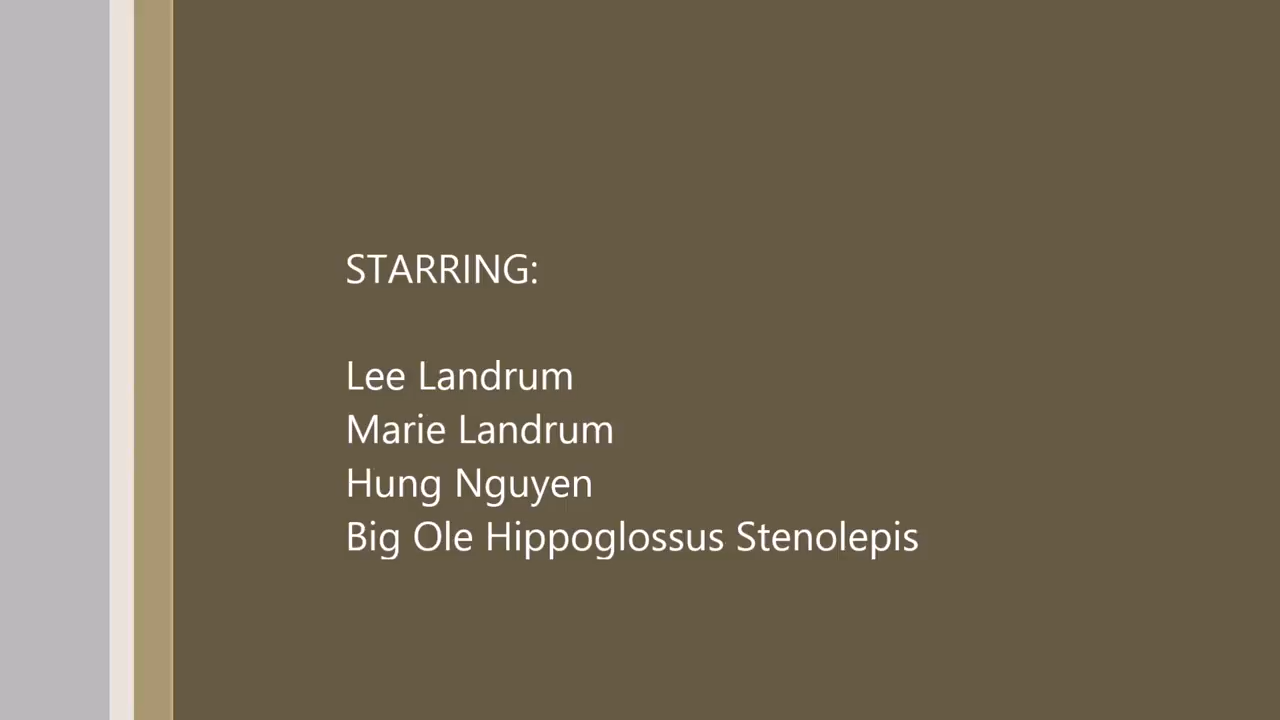 STARRING:
Lee Landrum
Marie Landrum
Hung Nguyen
Big Ole Hippoglossus Stenolepis